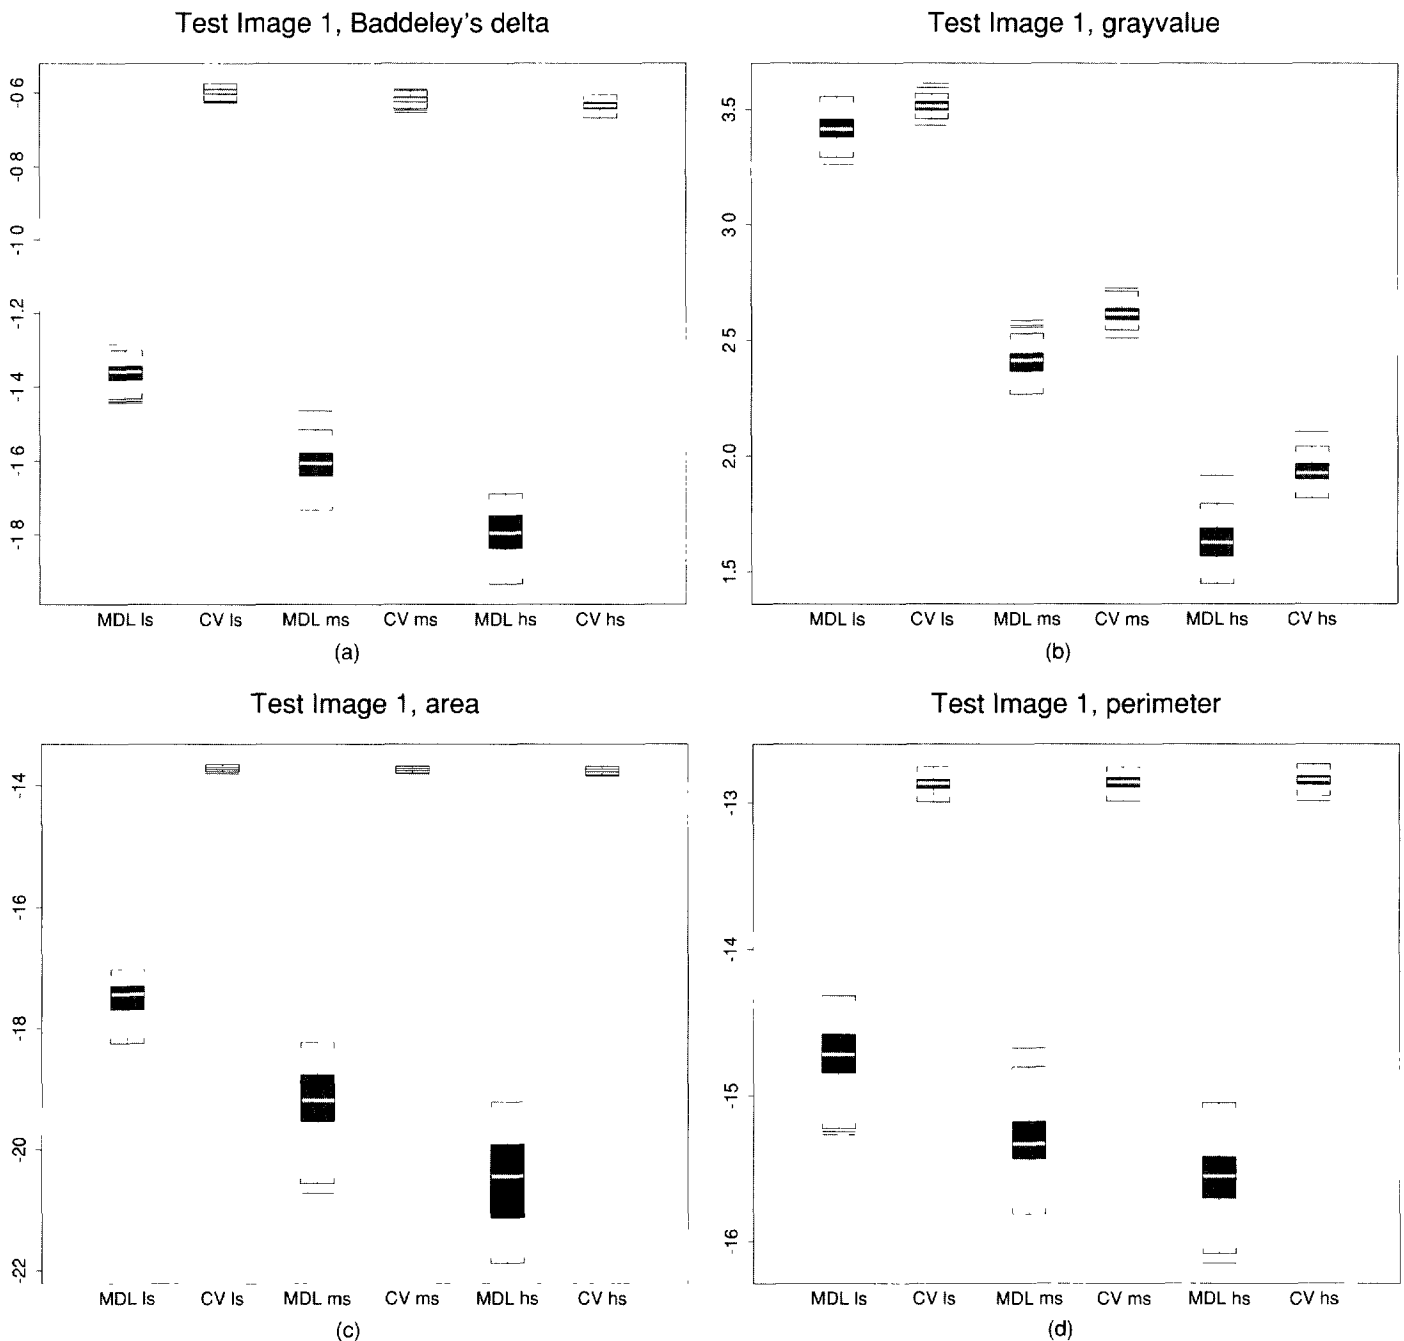 Test Image 1, Baddeley's delta
-0.6
-0.8
-1.0
-1.2
-1.4
-1.6
-1.8
MDL ls CV ls MDL ms CV ms MDL hs CV hs
(a)
Test Image 1, grayvalue
3.5
3.0
2.5
2.0
1.5
MDL ls CV ls MDL ms CV ms MDL hs CV hs
(b)
Test Image 1, area
-14
-16
-18
-20
-22
MDL ls CV ls MDL ms CV ms MDL hs CV hs
(c)
Test Image 1, perimeter
-13
-14
-15
-16
MDL ls CV ls MDL ms CV ms MDL hs CV hs
(d)